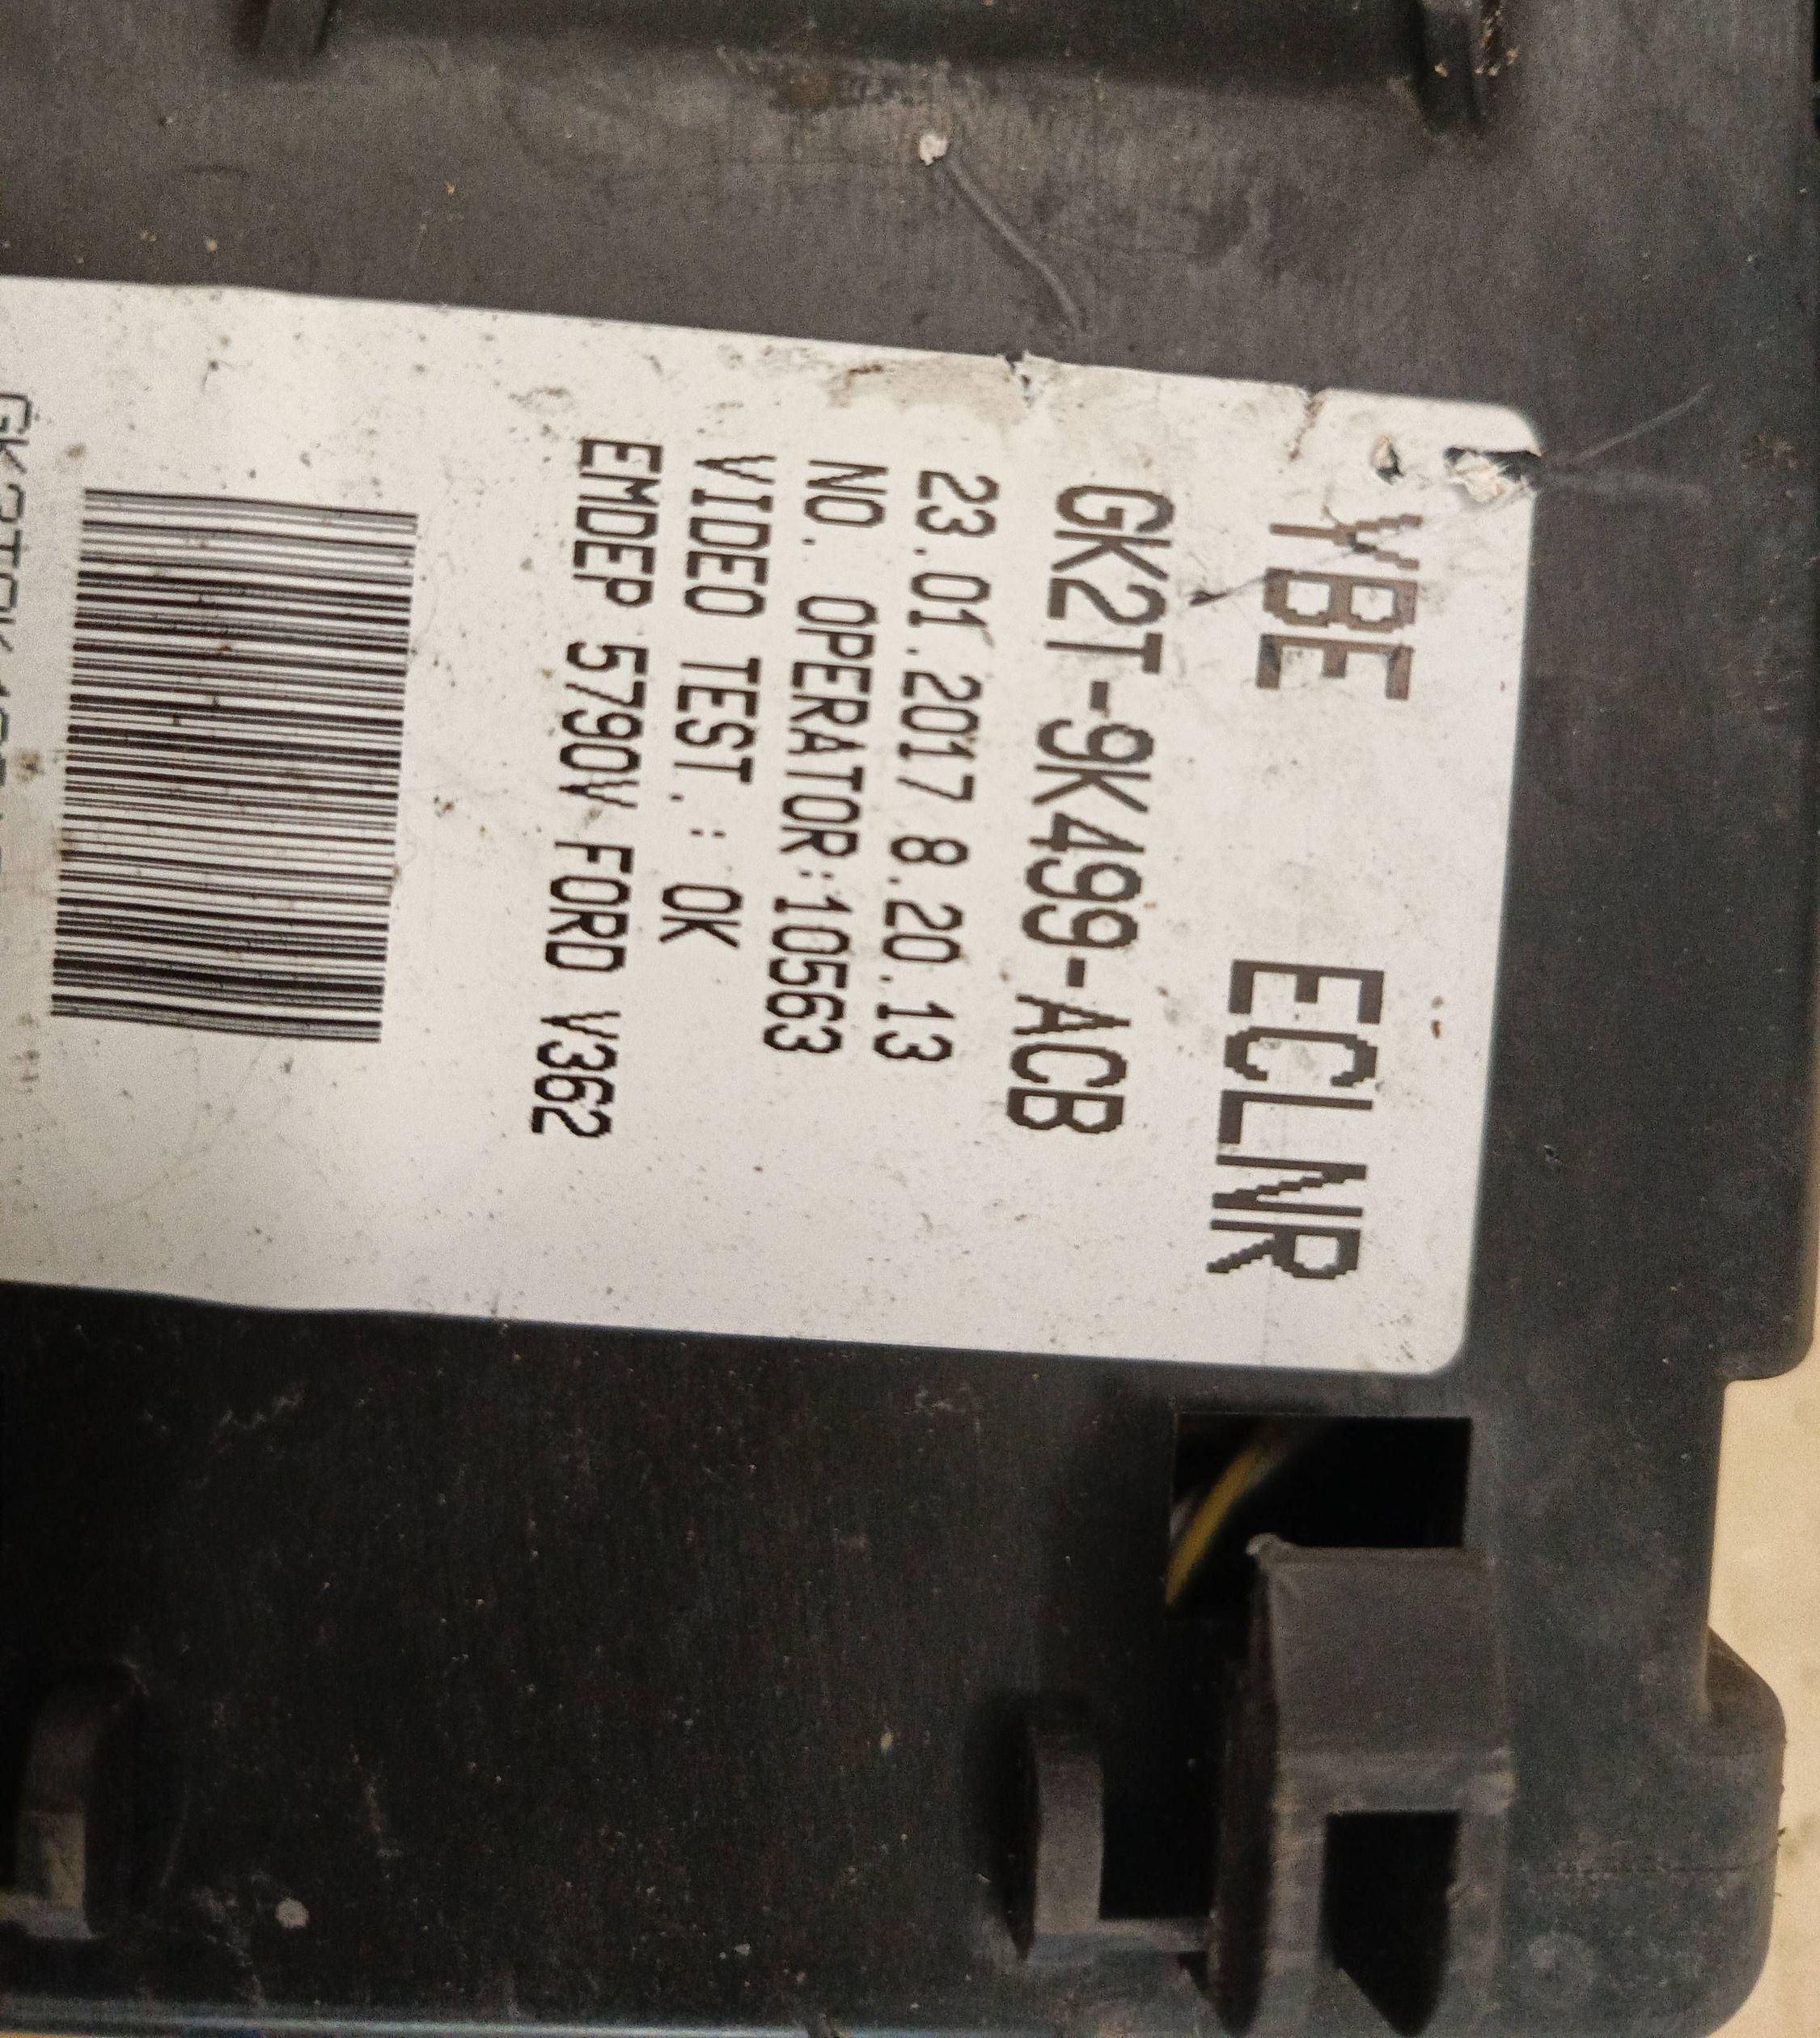 YBE ECLNR
GK2T-9K499-ACB
23.01.2017 8.20.13
NO. OPERATOR:10563
VIDEO TEST.: OK
EMDEP 5790V FORD V362